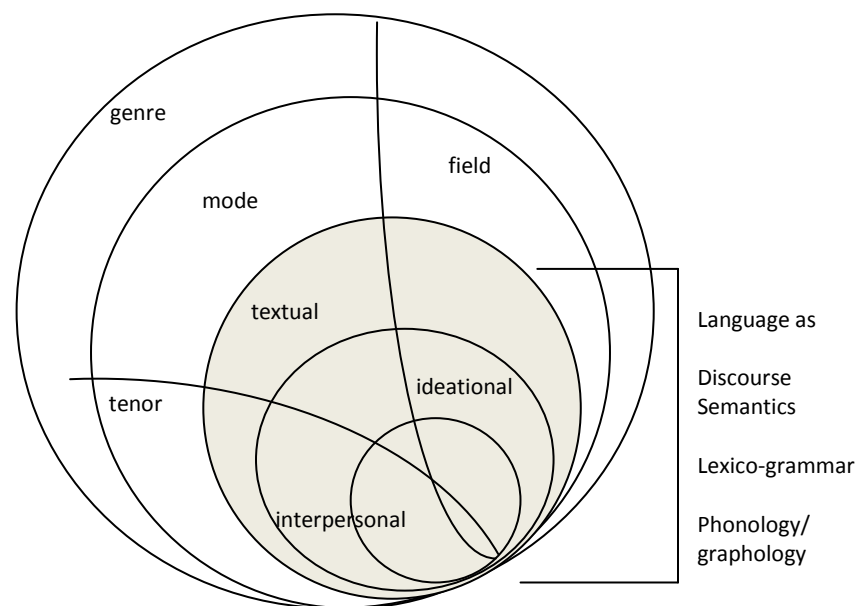 genre
field
mode
textual
Language as
Discourse
Semantics
ideational
tenor
Lexico-grammar
interpersonal
Phonology/
graphology